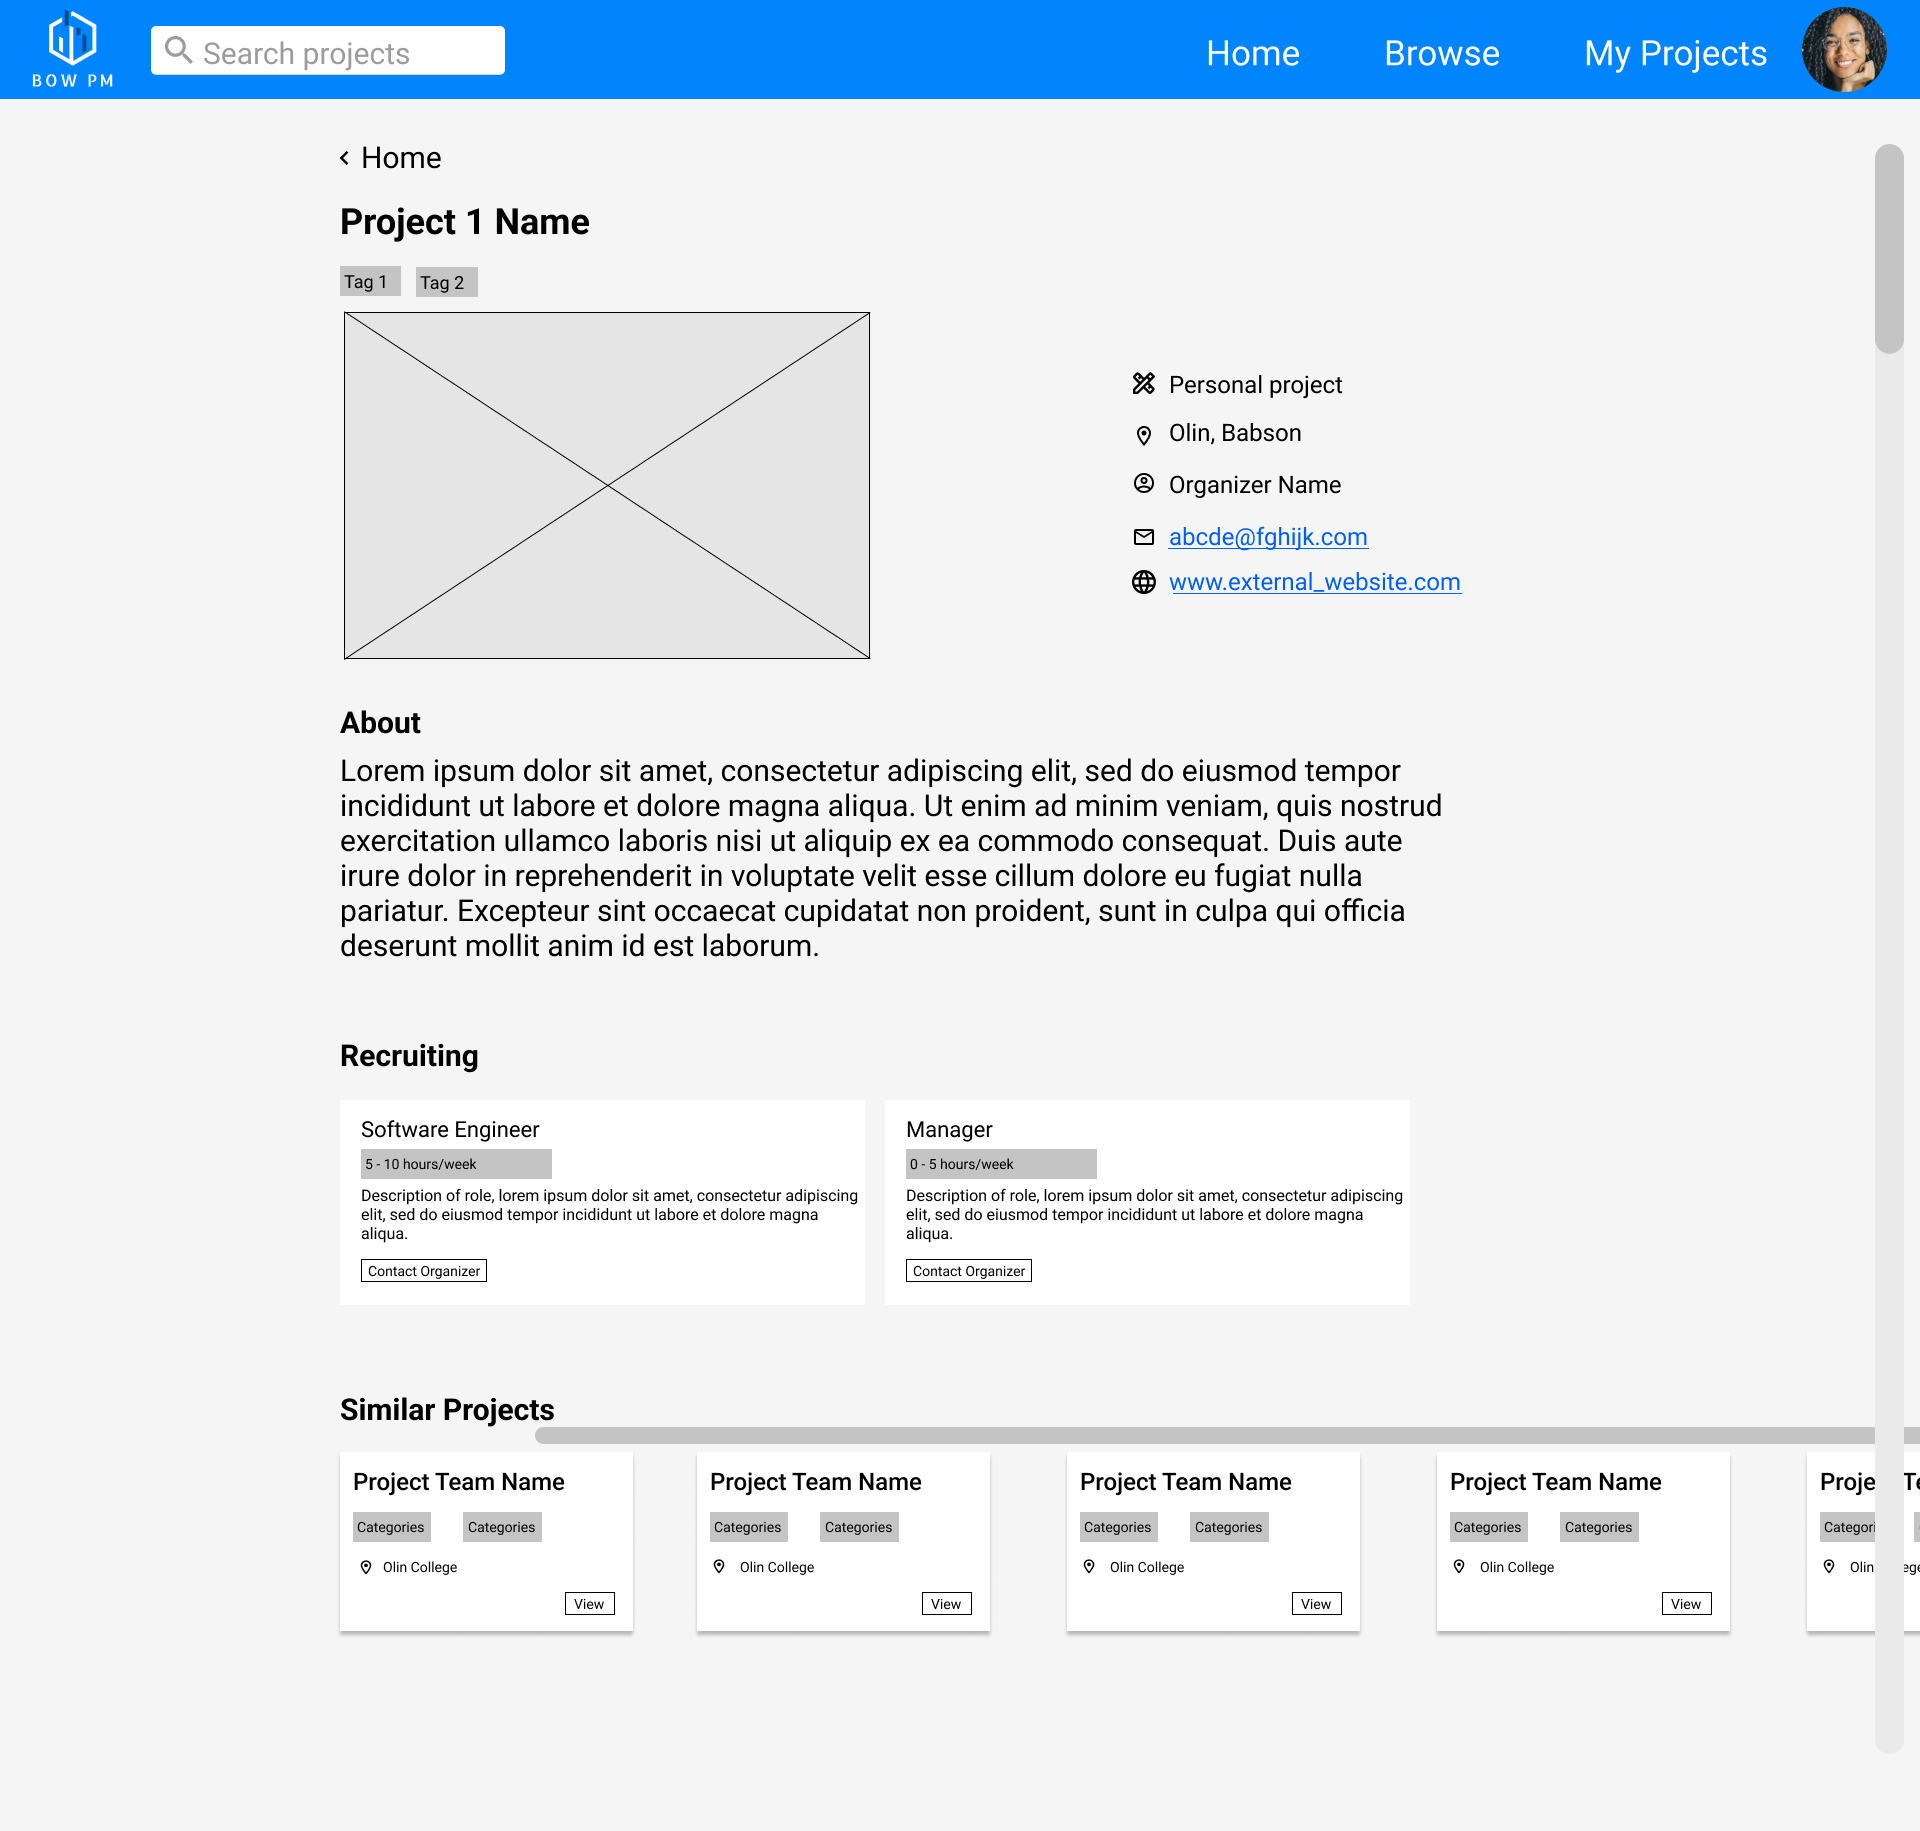 BOW PM
Search projects
Home
Browse
My Projects
Home
Project 1 Name
Tag 1
Tag 2
Personal project
Olin, Babson
Organizer Name
abcde@fghijk.com
www.external_website.com
About
Lorem ipsum dolor sit amet, consectetur adipiscing elit, sed do eiusmod tempor
incididunt ut labore et dolore magna aliqua. Ut enim ad minim veniam, quis nostrud
exercitation ullamco laboris nisi ut aliquip ex ea commodo consequat. Duis aute
irure dolor in reprehenderit in voluptate velit esse cillum dolore eu fugiat nulla
pariatur. Excepteur sint occaecat cupidatat non proident, sunt in culpa qui officia
deserunt mollit anim id est laborum.
Recruiting
Software Engineer
5 - 10 hours/week
Description of role, lorem ipsum dolor sit amet, consectetur adipiscing
elit, sed do eiusmod tempor incididunt ut labore et dolore magna
aliqua.
Contact Organizer
Manager
0 - 5 hours/week
Description of role, lorem ipsum dolor sit amet, consectetur adipiscing
elit, sed do eiusmod tempor incididunt ut labore et dolore magna
aliqua.
Contact Organizer
Similar Projects
Project Team Name
Categories
Categories
Olin College
View
Project Team Name
Categories
Categories
Olin College
View
Project Team Name
Categories
Categories
Olin College
View
Project Team Name
Categories
Categories
Olin College
View
Olin